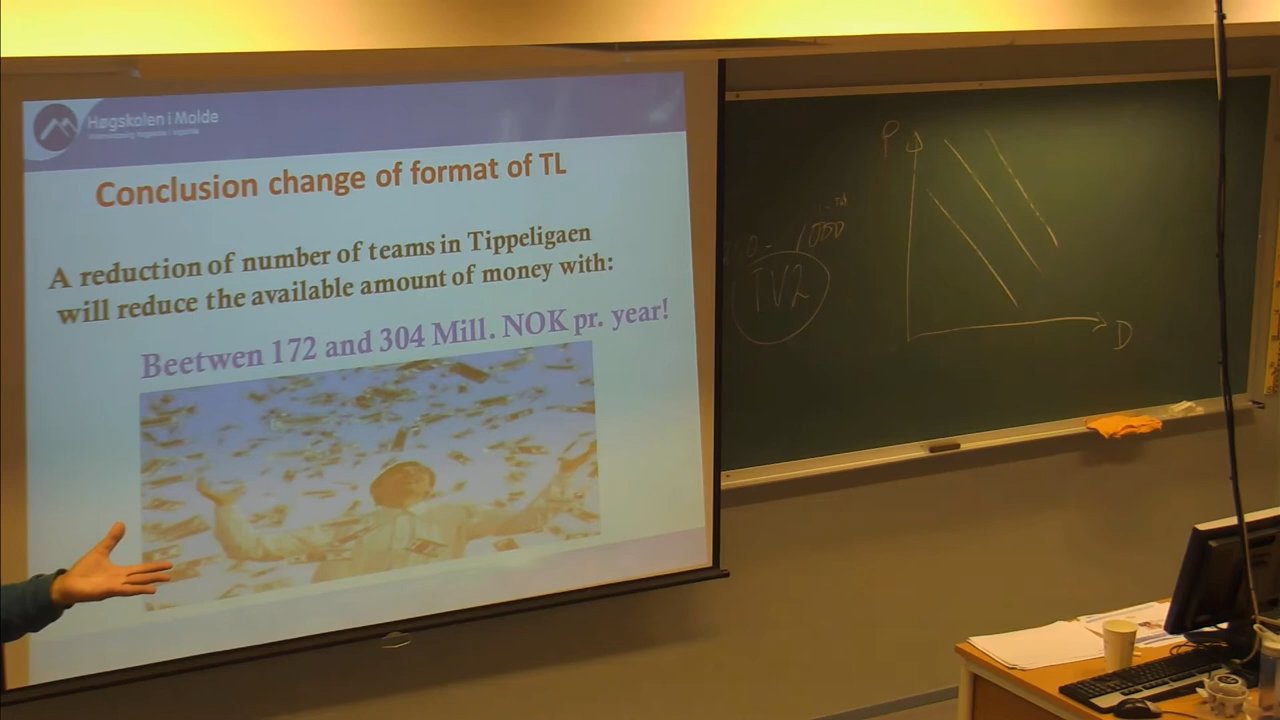 Høgskolen i Molde
Conclusion change of format of TL
A reduction of number of teams in Tippeligaen
will reduce the available amount of money with:
Beetwen 172 and 304 Mill. NOK pr. year!
P
TV2
D